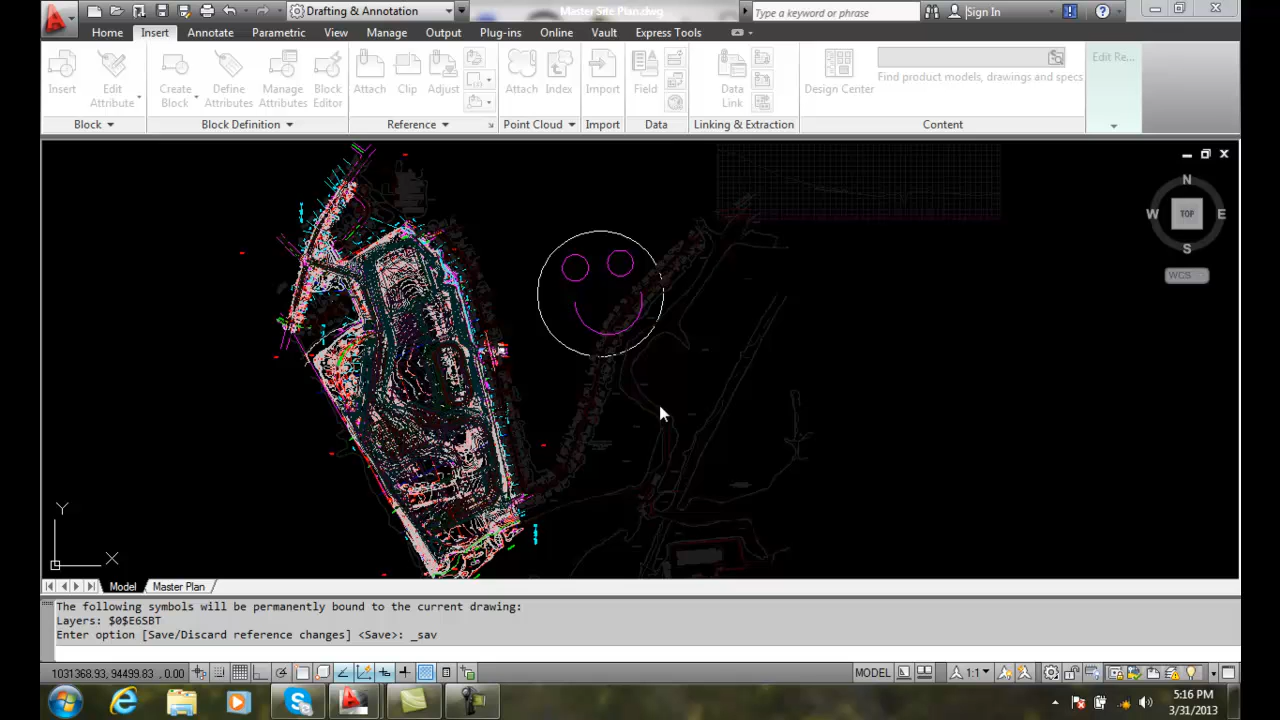 Drafting & Annotation
Master Site Plan.dwg
Type a keyword or phrase
Sign In
Home Insert Annotate Parametric View Manage Output Plug-ins Online Vault Express Tools
Insert
Edit Attribute
Create Block
Define Attributes
Manage Attributes
Block Editor
Attach
Clip
Adjust
Attach
Index
Import
Field
Data Link
Design Center
Find product models, drawings and specs
Edit Re...
Block
Block Definition
Reference
Point Cloud
Import
Data
Linking & Extraction
Content
N
W
TOP
E
S
WCS
Y
X
Model
Master Plan
The following symbols will be permanently bound to the current drawing:
Layers: $0$E6SBT
Enter option [Save/Discard reference changes] <Save>: _sav
1031368.93, 94499.83 , 0.00
MODEL
1:1
5:16 PM
3/31/2013